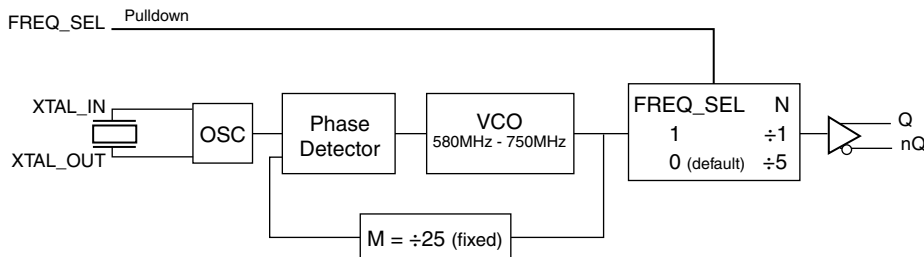 FREQ_SEL Pulldown
XTAL_IN
XTAL_OUT
OSC
Phase
Detector
VCO
580MHz - 750MHz
FREQ_SEL N
1 ÷1
0 (default) ÷5
Q
nQ
M = ÷25 (fixed)